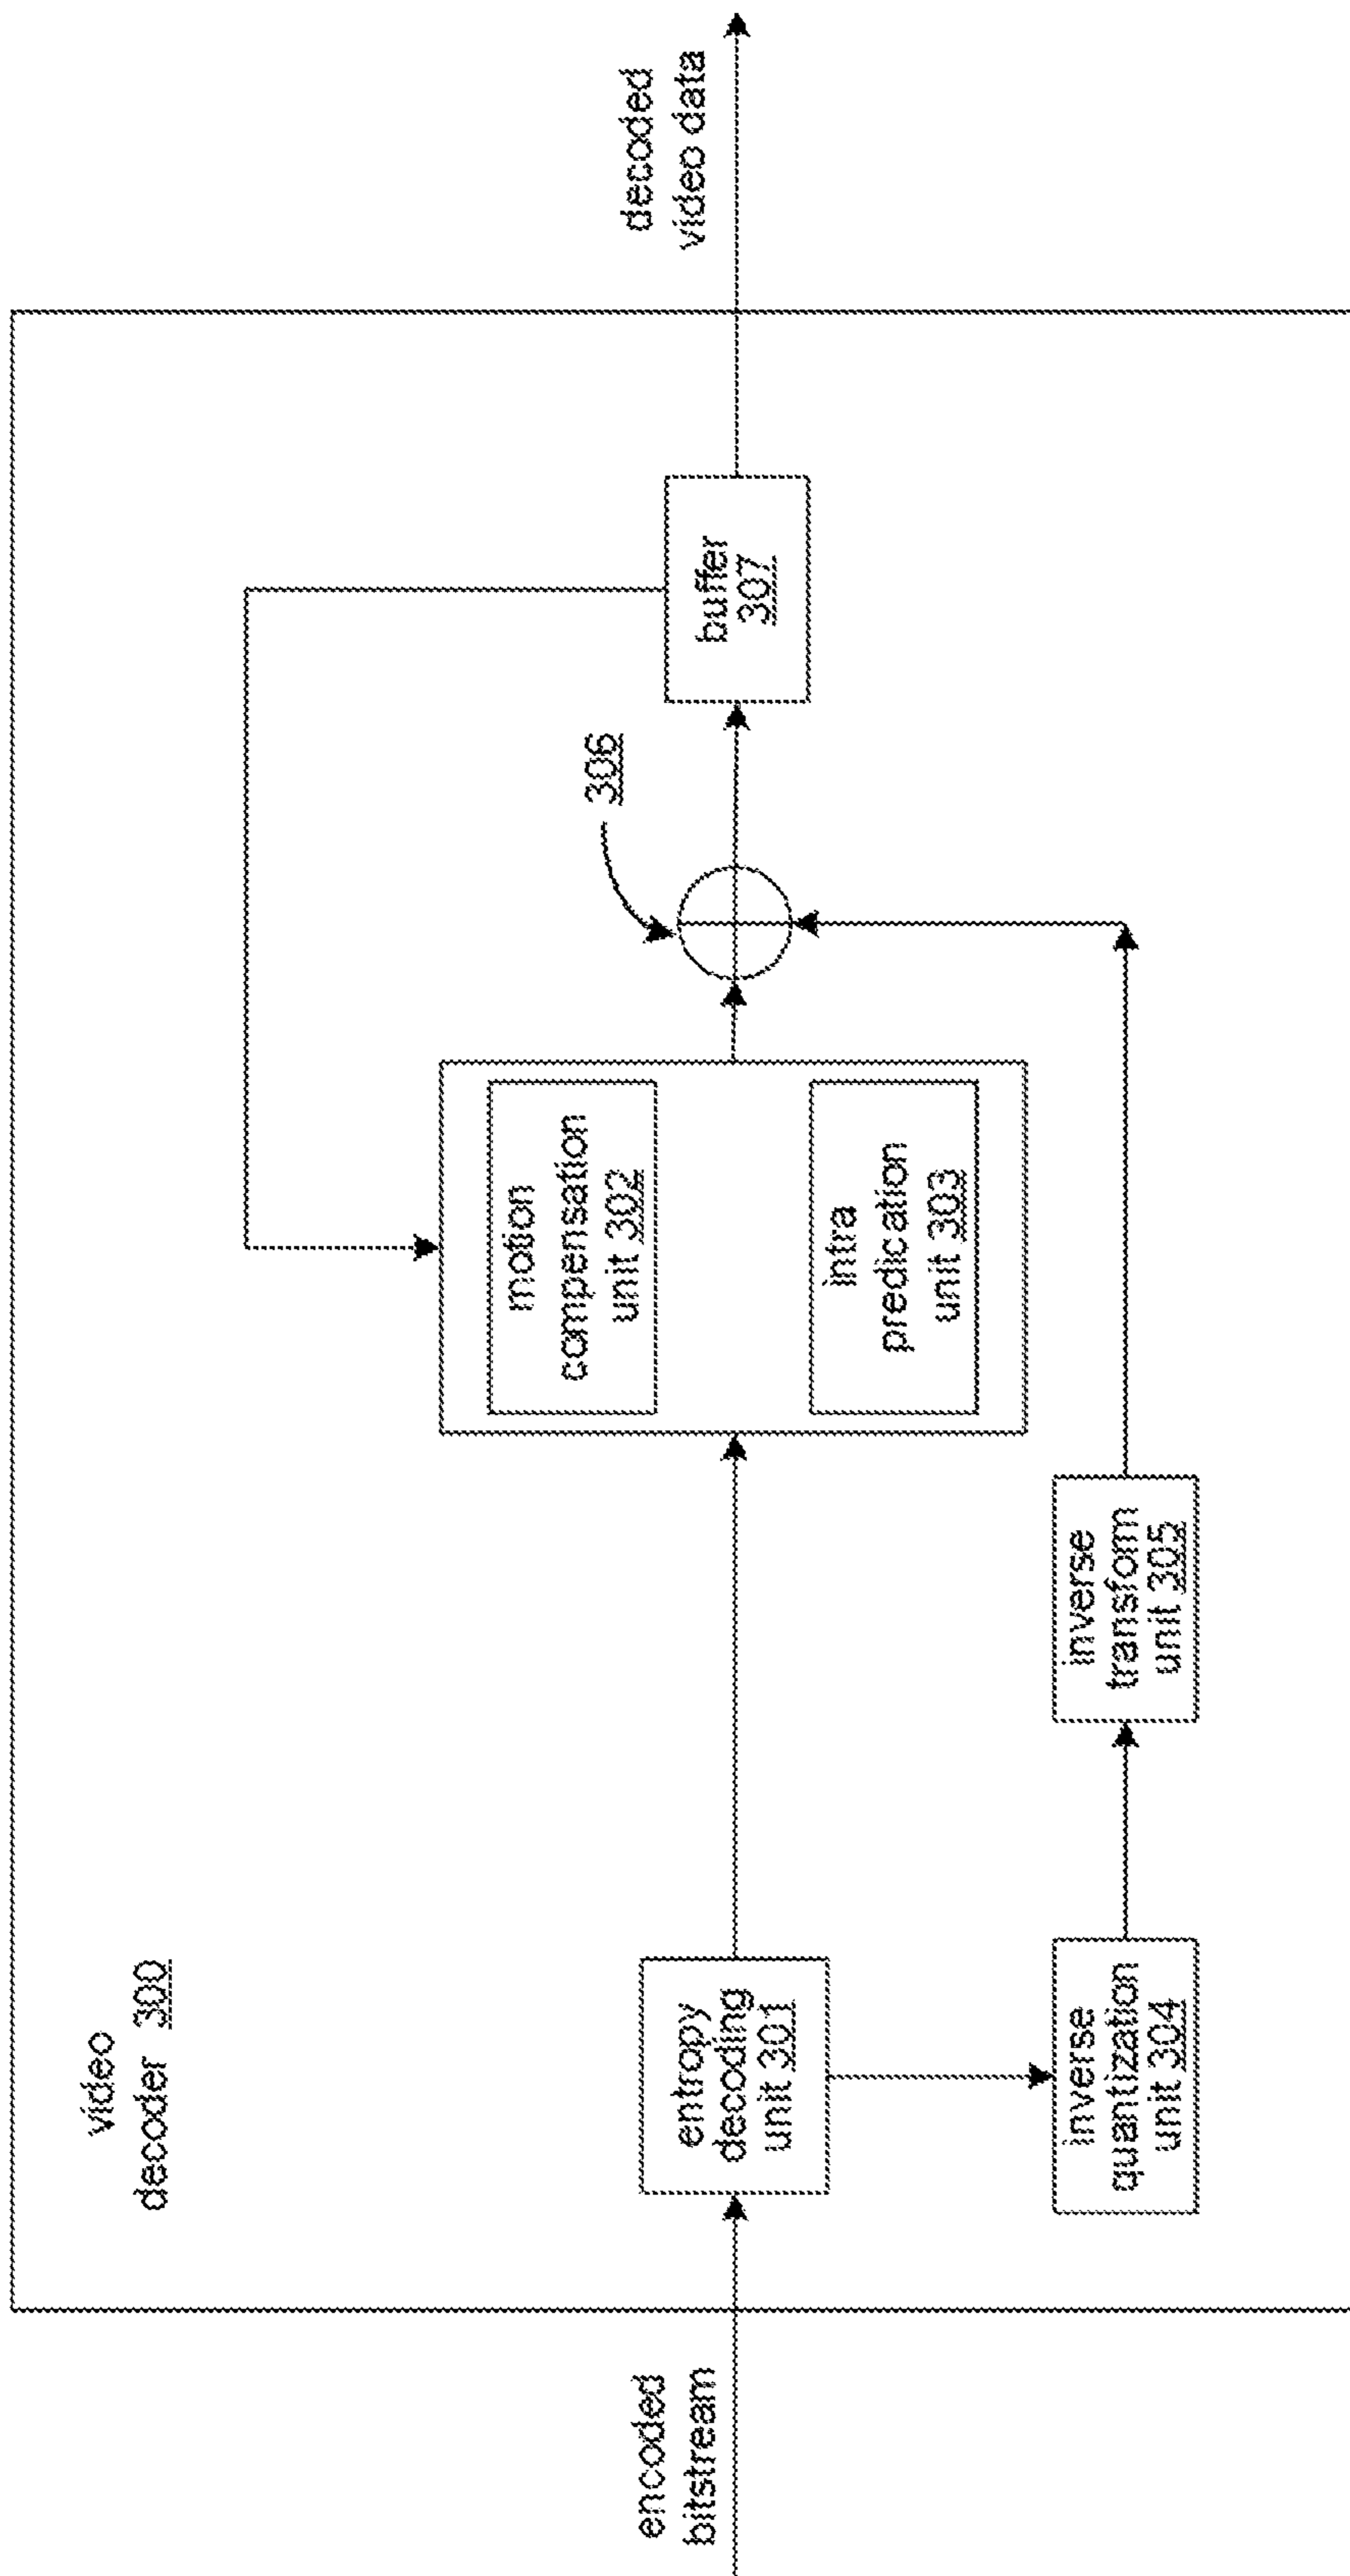 video
decoder 300
encoded
bitstream
entropy
decoding
unit 301
inverse
quantization
unit 304
inverse
transform
unit 305
motion
compensation
unit 302
intra
predication
unit 303
306
buffer
307
decoded
video data